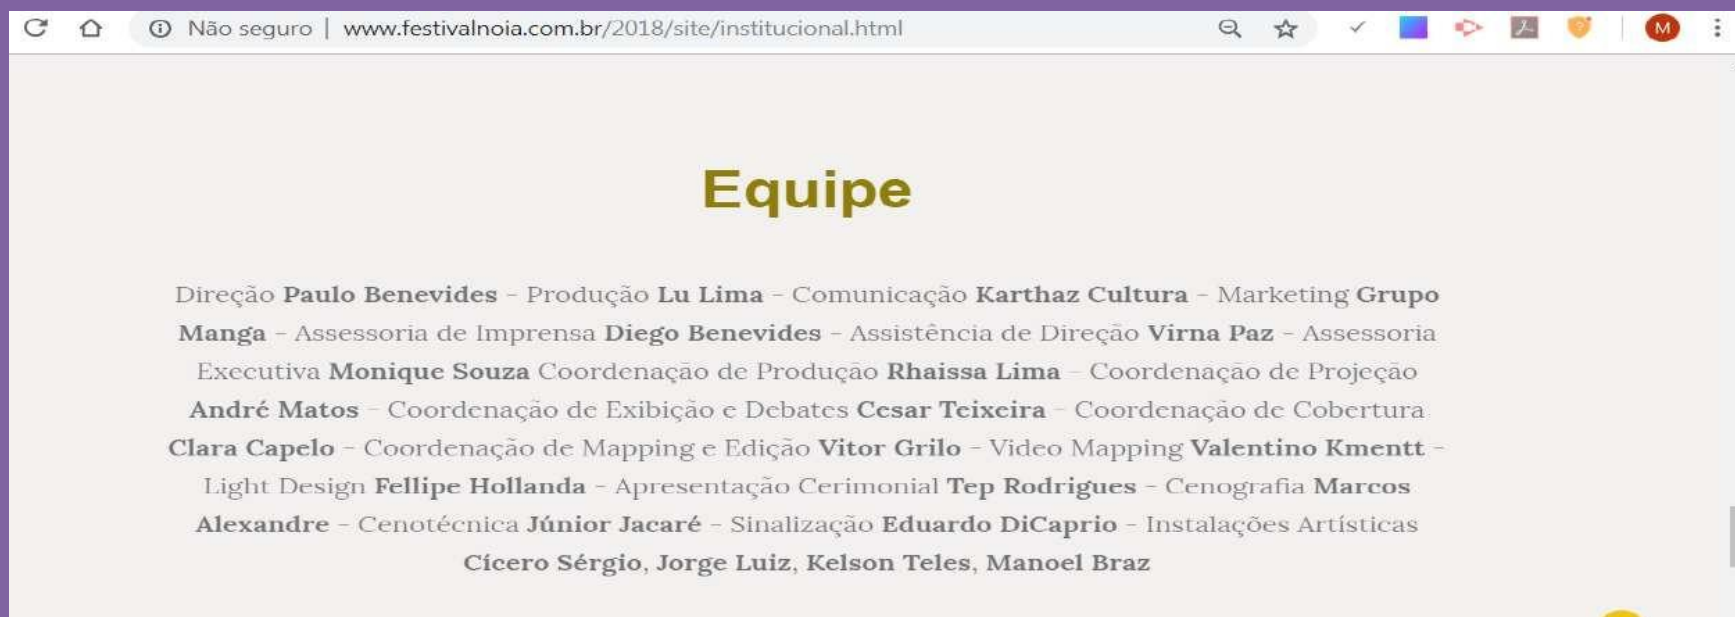 Não seguro | www.festivalnoia.com.br/2018/site/institucional.html
M
Equipe
Direção Paulo Benevides - Produção Lu Lima - Comunicação Karthaz Cultura - Marketing Grupo
Manga - Assessoria de Imprensa Diego Benevides - Assistência de Direção Virna Paz - Assessoria
Executiva Monique Souza Coordenação de Produção Rhaissa Lima - Coordenação de Projeção
André Matos - Coordenação de Exibição e Debates Cesar Teixeira - Coordenação de Cobertura
Clara Capelo - Coordenação de Mapping e Edição Vitor Grilo - Video Mapping Valentino Kmentt -
Light Design Fellipe Hollanda - Apresentação Cerimonial Tep Rodrigues - Cenografia Marcos
Alexandre - Cenotécnica Júnior Jacaré - Sinalização Eduardo DiCaprio - Instalações Artísticas
Cícero Sérgio, Jorge Luiz, Kelson Teles, Manoel Braz